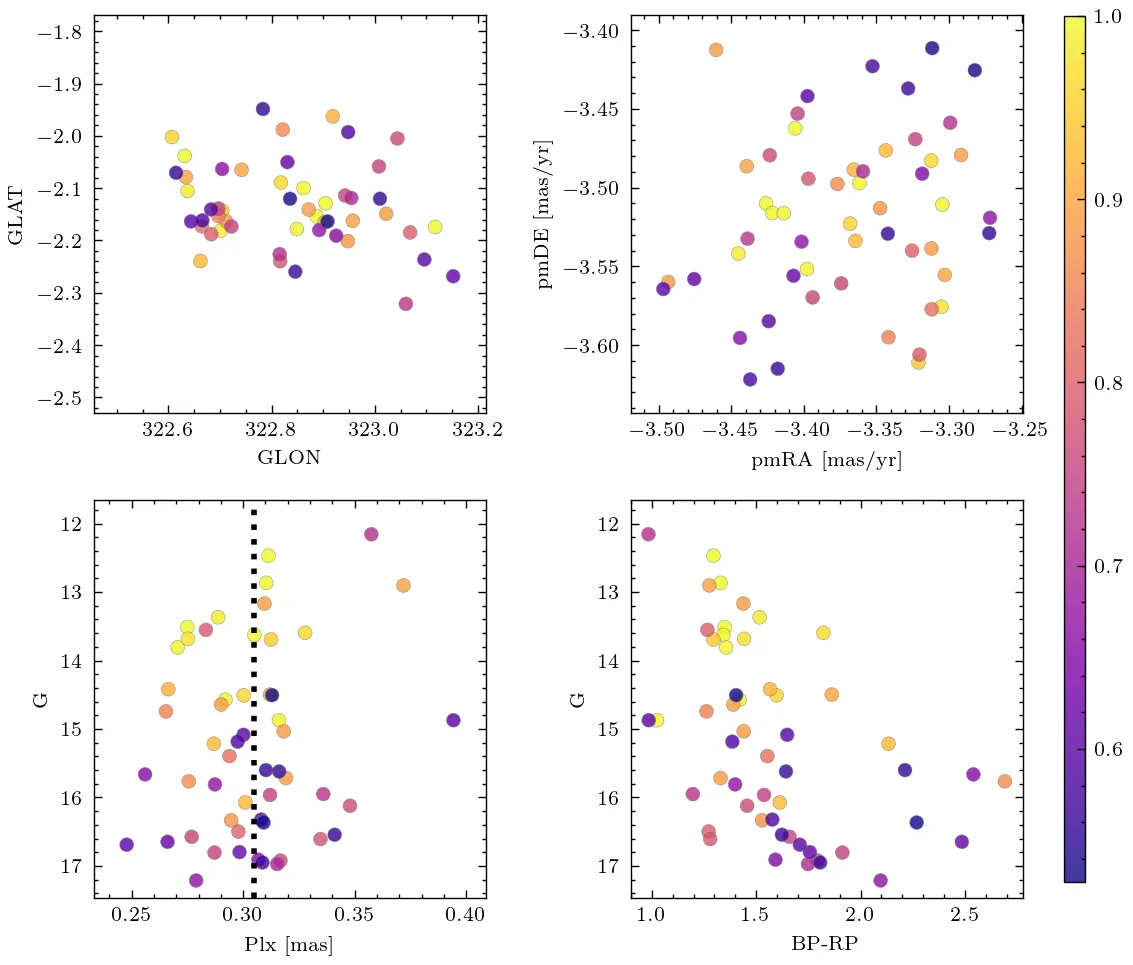 −1.8
−1.9
−2.0
−2.1
−2.2
−2.3
−2.4
−2.5
GLAT
322.6 322.8 323.0 323.2
GLON
−3.40
−3.45
−3.50
−3.55
−3.60
pmDE [mas/yr]
−3.50 −3.45 −3.40 −3.35 −3.30 −3.25
pmRA [mas/yr]
12
13
14
15
16
17
G
0.25 0.30 0.35 0.40
Plx [mas]
12
13
14
15
16
17
G
1.0 1.5 2.0 2.5
BP-RP
1.0
0.9
0.8
0.7
0.6